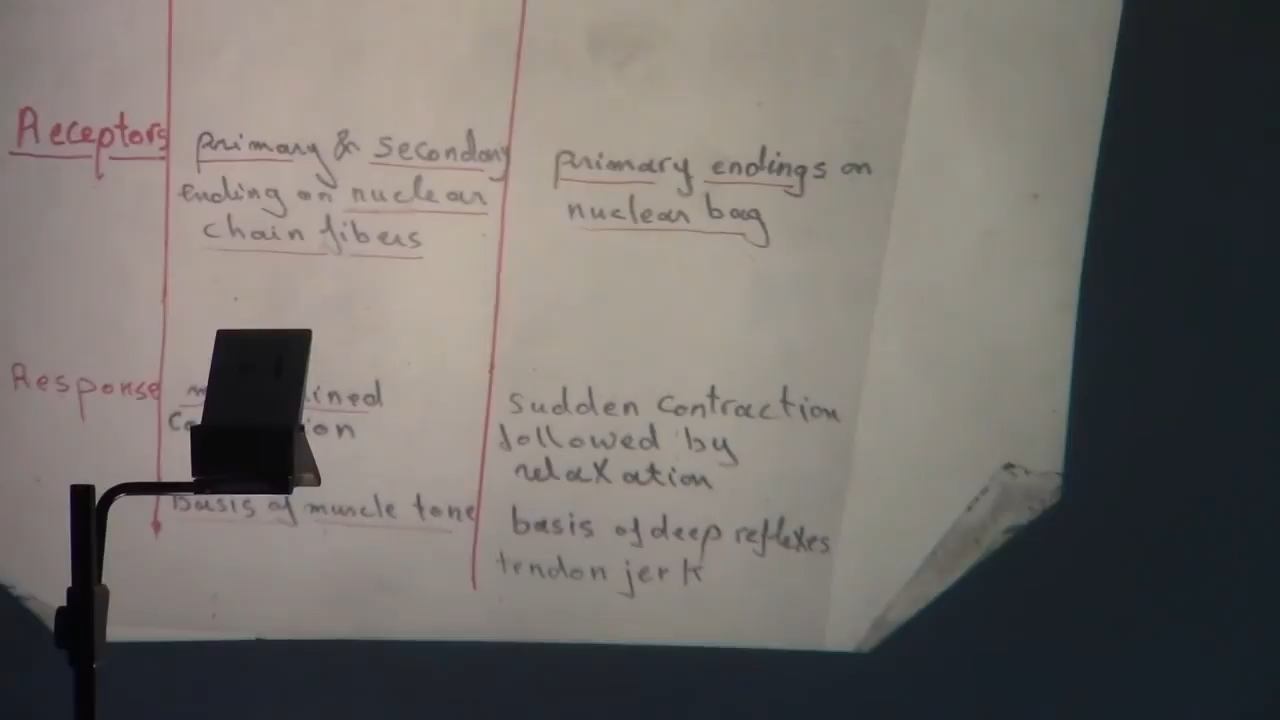 Receptors
primary & secondary
ending on nuclear
chain fibers
primary endings on
nuclear bag
Response
basis of muscle tone
sudden contraction
followed by
relaxation
basis of deep reflexes
tendon jerk